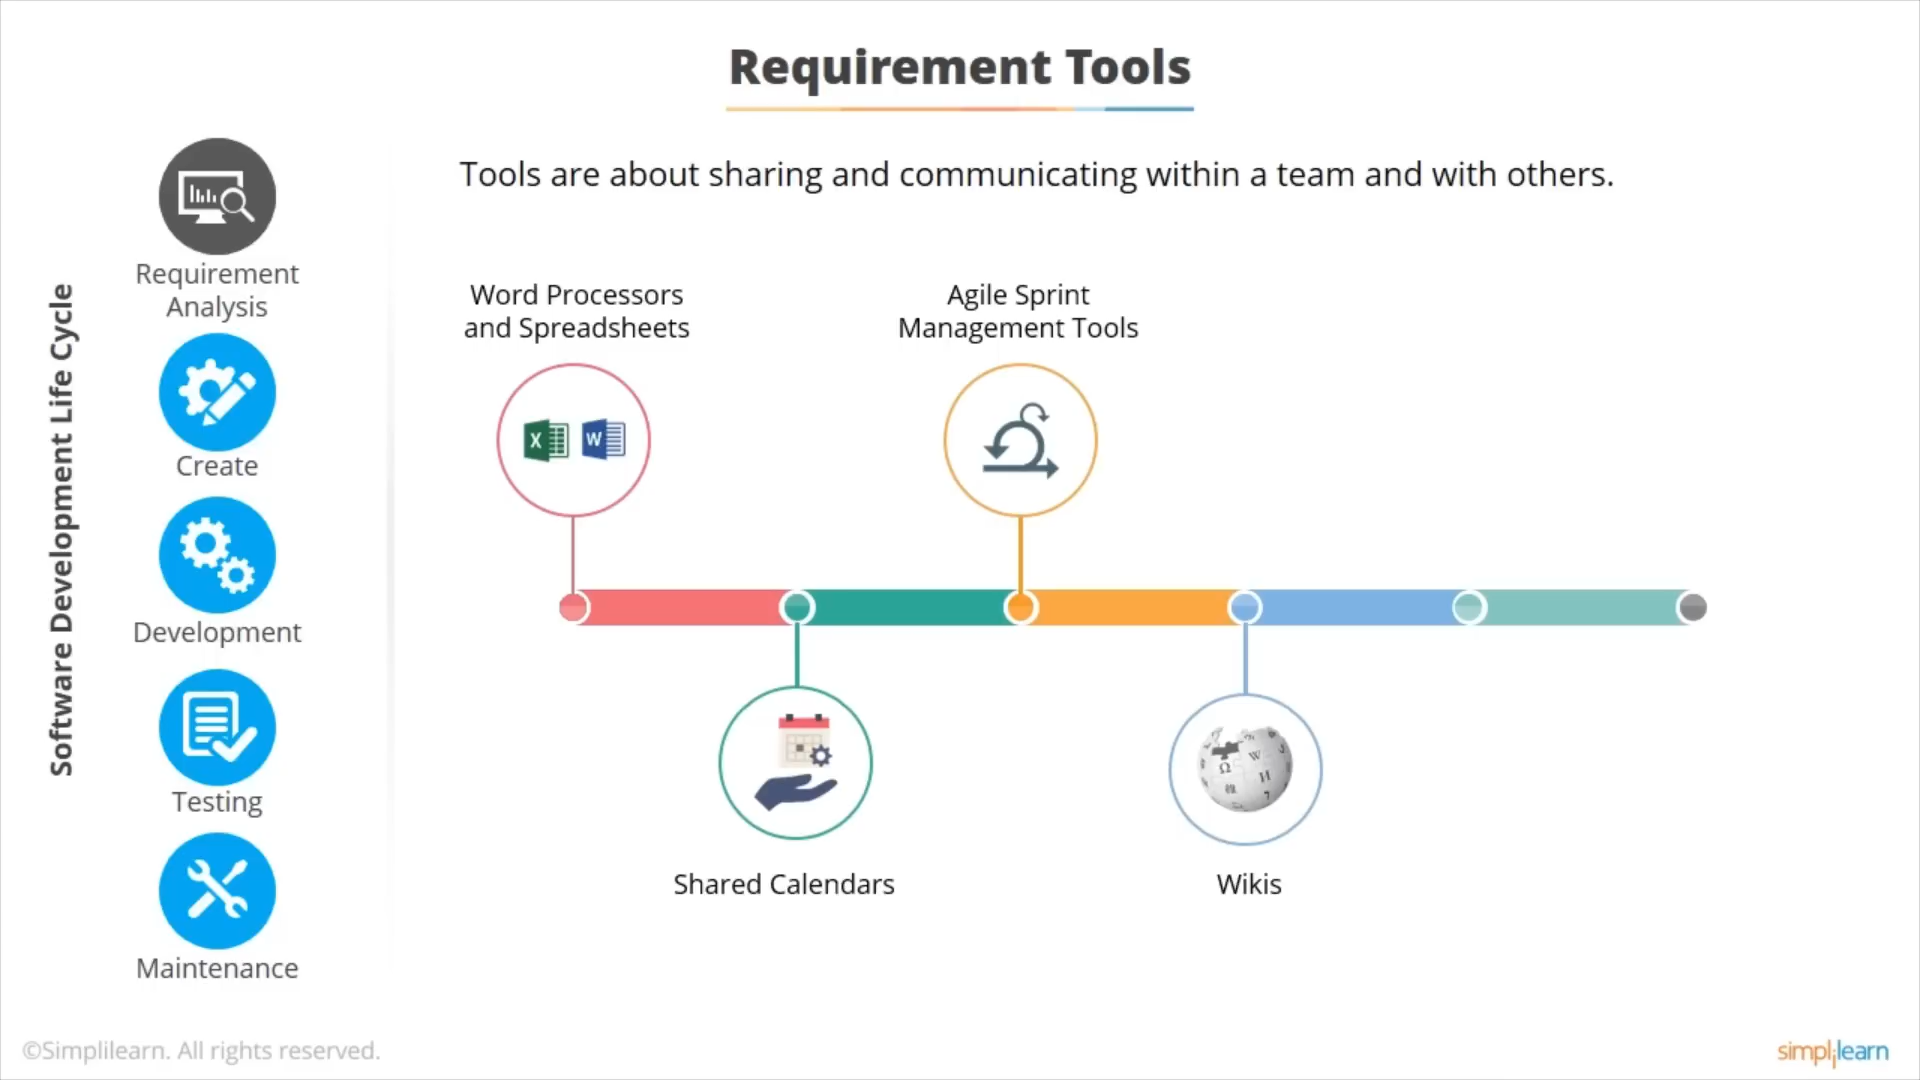 Requirement Tools
Tools are about sharing and communicating within a team and with others.
Software Development Life Cycle
Requirement
Analysis
Create
Development
Testing
Maintenance
Word Processors
and Spreadsheets
Agile Sprint
Management Tools
X
W
Shared Calendars
Ω
W
И
Wikis
©Simplilearn. All rights reserved.
simplilearn